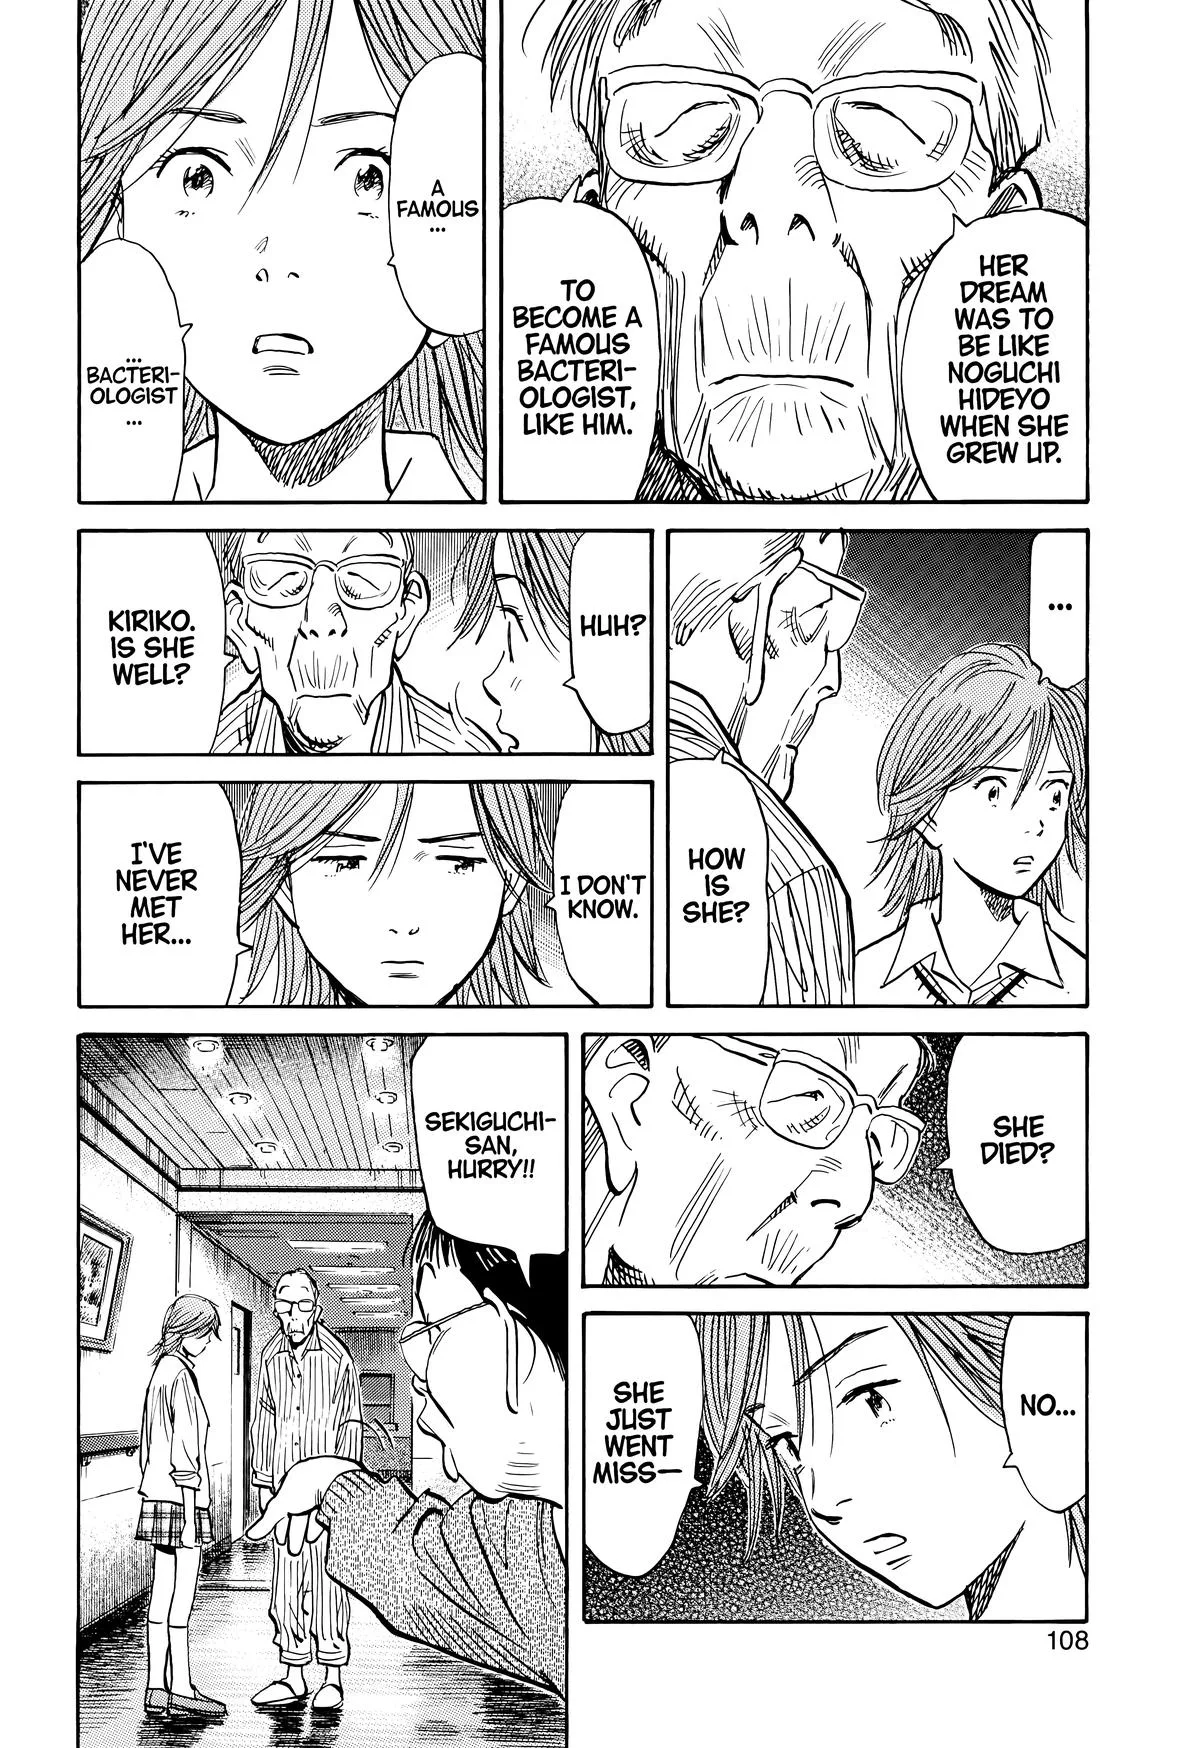 HER
DREAM
WAS TO
BE LIKE
NOGUCHI
HIDEYO
WHEN SHE
GREW UP.
TO
BECOME A
FAMOUS
BACTERI-
OLOGIST,
LIKE HIM.
A
FAMOUS
...
...
BACTERI-
OLOGIST
...
...
HOW
IS
SHE?
HUH?
KIRIKO.
IS SHE
WELL?
I DON'T
KNOW.
I'VE
NEVER
MET
HER...
SHE
DIED?
NO...
SHE
JUST
WENT
MISS—
SEKIGUCHI-
SAN,
HURRY!!
108